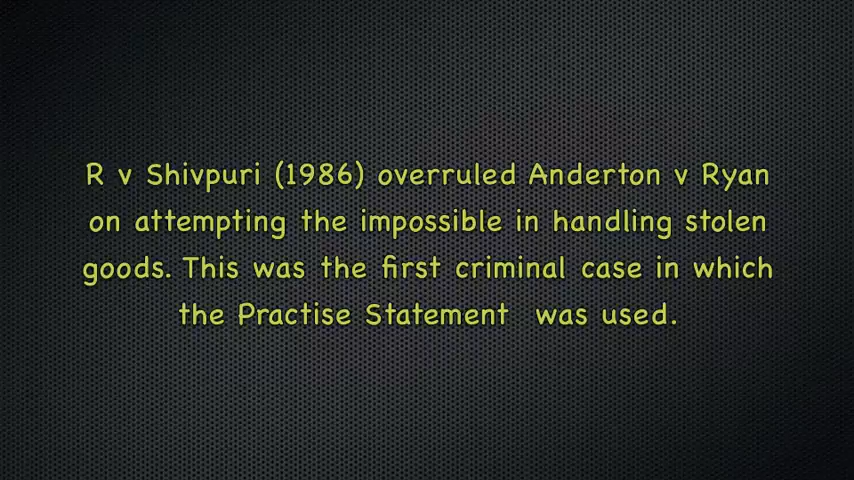 R v Shivpuri (1986) overruled Anderton v Ryan
on attempting the impossible in handling stolen
goods. This was the first criminal case in which
the Practise Statement was used.